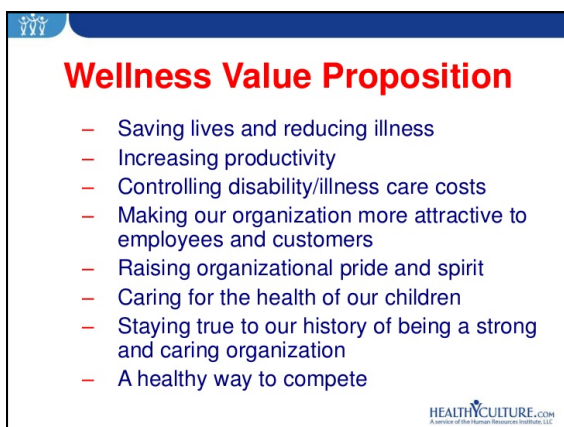 Wellness Value Proposition
– Saving lives and reducing illness
– Increasing productivity
– Controlling disability/illness care costs
– Making our organization more attractive to
employees and customers
– Raising organizational pride and spirit
– Caring for the health of our children
– Staying true to our history of being a strong
and caring organization
– A healthy way to compete
HEALTHYCULTURE.COM
A service of the Human Resources Institute, LLC